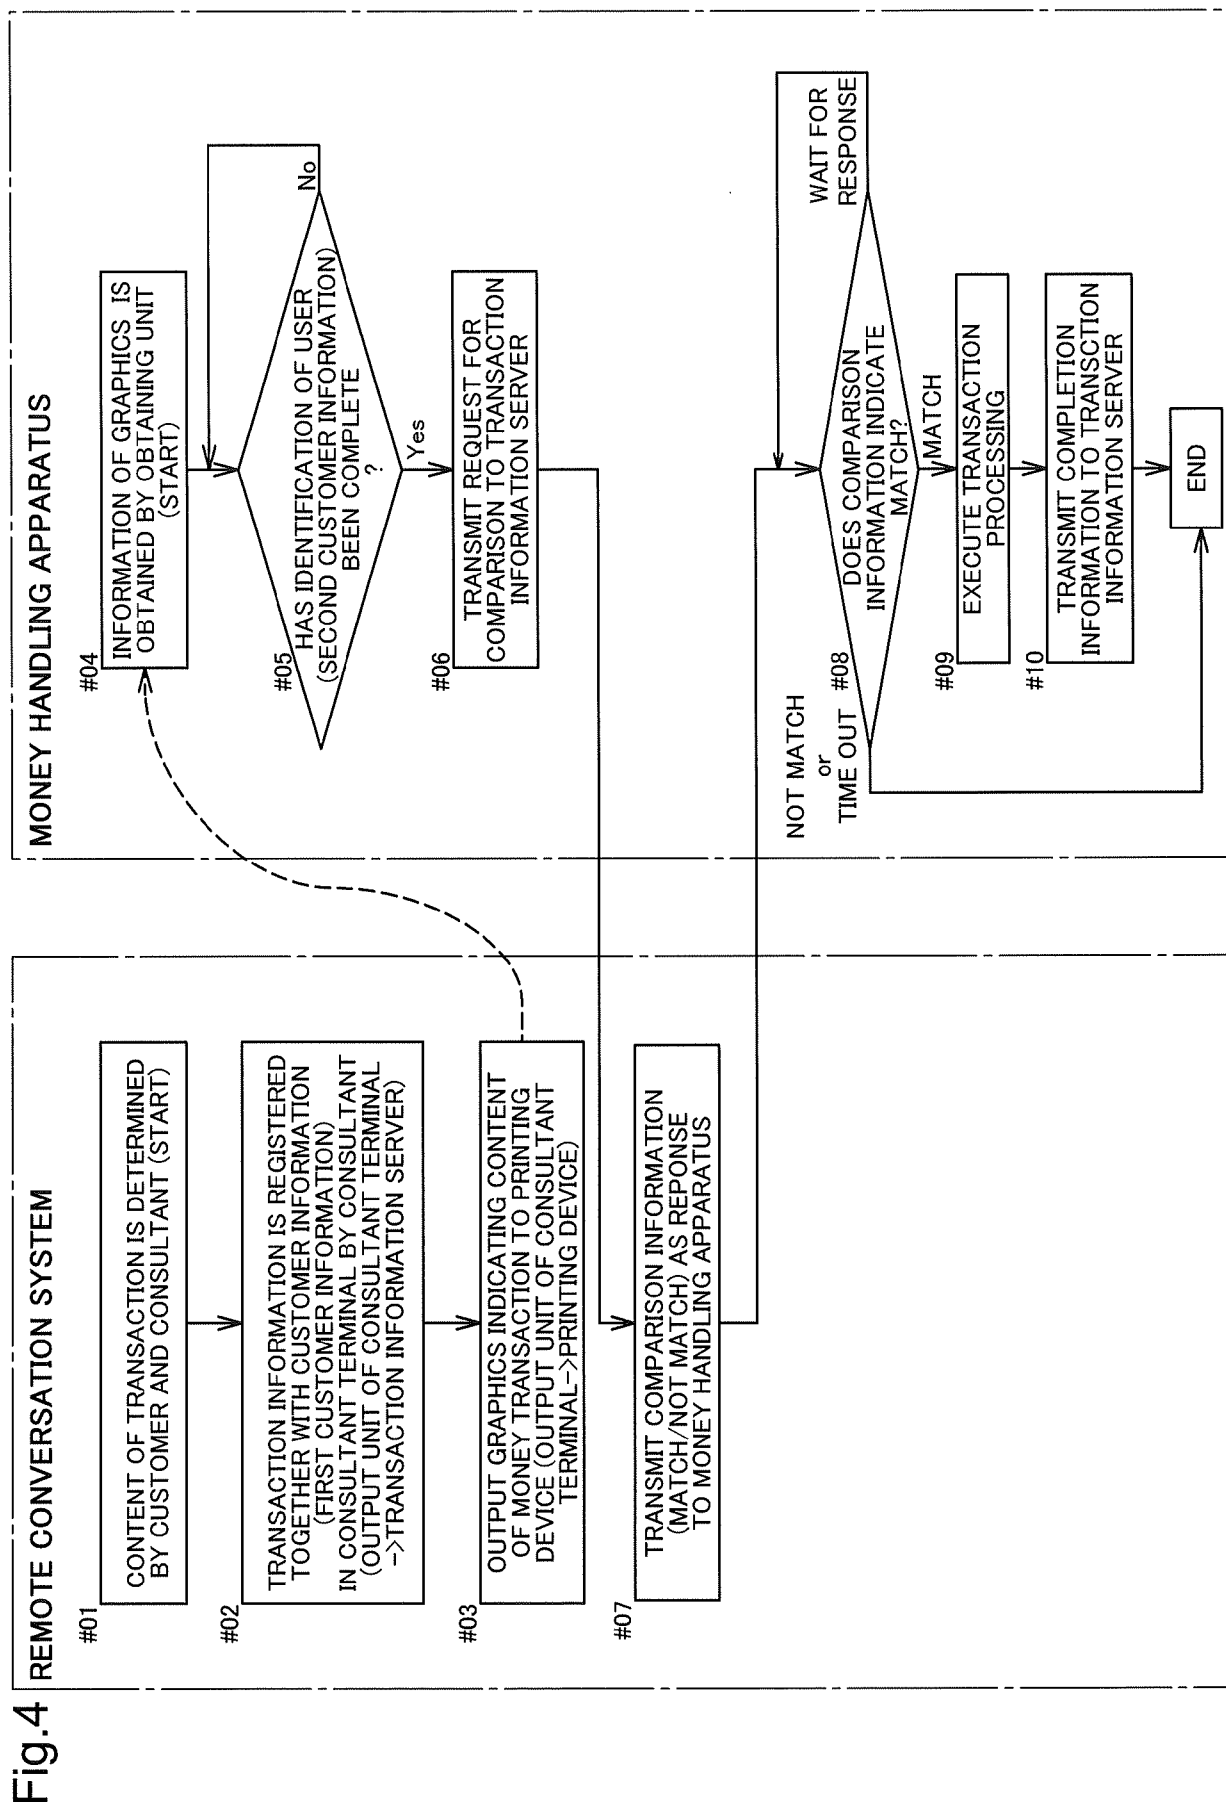 Fig.4
REMOTE CONVERSATION SYSTEM
#01
CONTENT OF TRANSACTION IS DETERMINED
BY CUSTOMER AND CONSULTANT (START)
#02
TRANSACTION INFORMATION IS REGISTERED
TOGETHER WITH CUSTOMER INFORMATION
(FIRST CUSTOMER INFORMATION)
IN CONSULTANT TERMINAL BY CONSULTANT
(OUTPUT UNIT OF CONSULTANT TERMINAL
->TRANSACTION INFORMATION SERVER)
#03
OUTPUT GRAPHICS INDICATING CONTENT
OF MONEY TRANSACTION TO PRINTING
DEVICE (OUTPUT UNIT OF CONSULTANT
TERMINAL->PRINTING DEVICE)
#07
TRANSMIT COMPARISON INFORMATION
(MATCH/NOT MATCH) AS REPONSE
TO MONEY HANDLING APPARATUS
MONEY HANDLING APPARATUS
#04
INFORMATION OF GRAPHICS IS
OBTAINED BY OBTAINING UNIT
(START)
#05
HAS IDENTIFICATION OF USER
(SECOND CUSTOMER INFORMATION)
BEEN COMPLETE
?
No
Yes
#06
TRANSMIT REQUEST FOR
COMPARISON TO TRANSACTION
INFORMATION SERVER
NOT MATCH
or
TIME OUT
#08
DOES COMPARISON
INFORMATION INDICATE
MATCH?
WAIT FOR
RESPONSE
MATCH
#09
EXECUTE TRANSACTION
PROCESSING
#10
TRANSMIT COMPLETION
INFORMATION TO TRANSCTION
INFORMATION SERVER
END